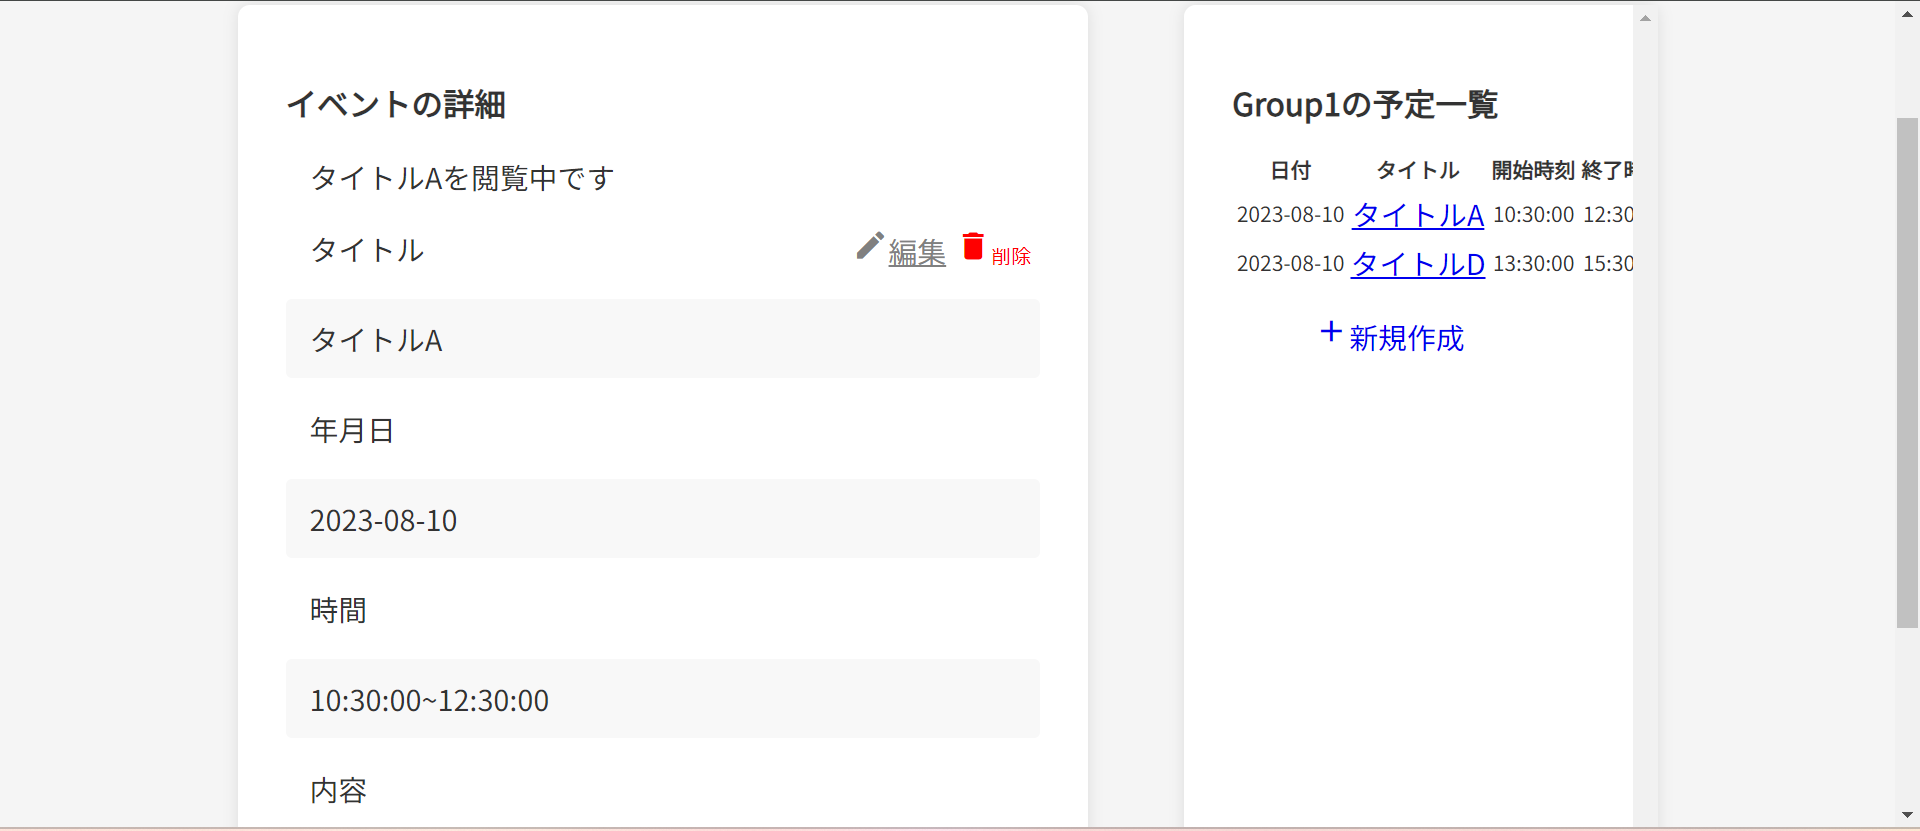 イベントの詳細
タイトルAを閲覧中です
タイトル 編集 削除
タイトルA
年月日
2023-08-10
時間
10:30:00~12:30:00
内容
Group1の予定一覧
日付 タイトル 開始時刻 終了時
2023-08-10 タイトルA 10:30:00 12:30
2023-08-10 タイトルD 13:30:00 15:30
+新規作成